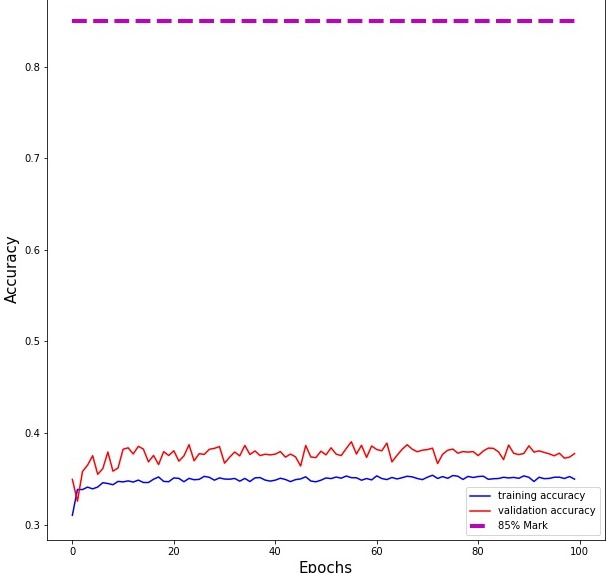 Accuracy
0.8
0.7
0.6
0.5
0.4
0.3
0 20 40 60 80 100
Epochs
training accuracy
validation accuracy
85% Mark